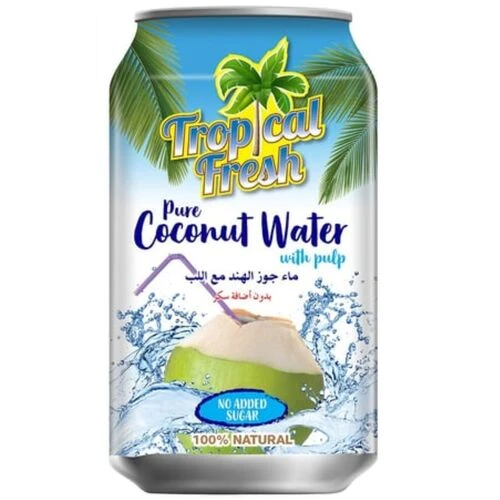 Tropical
Fresh
Pure
Coconut Water
with pulp
ماء جوز الهند مع اللب
بدون أضافة سكر
NO ADDED
SUGAR
100% NATURAL